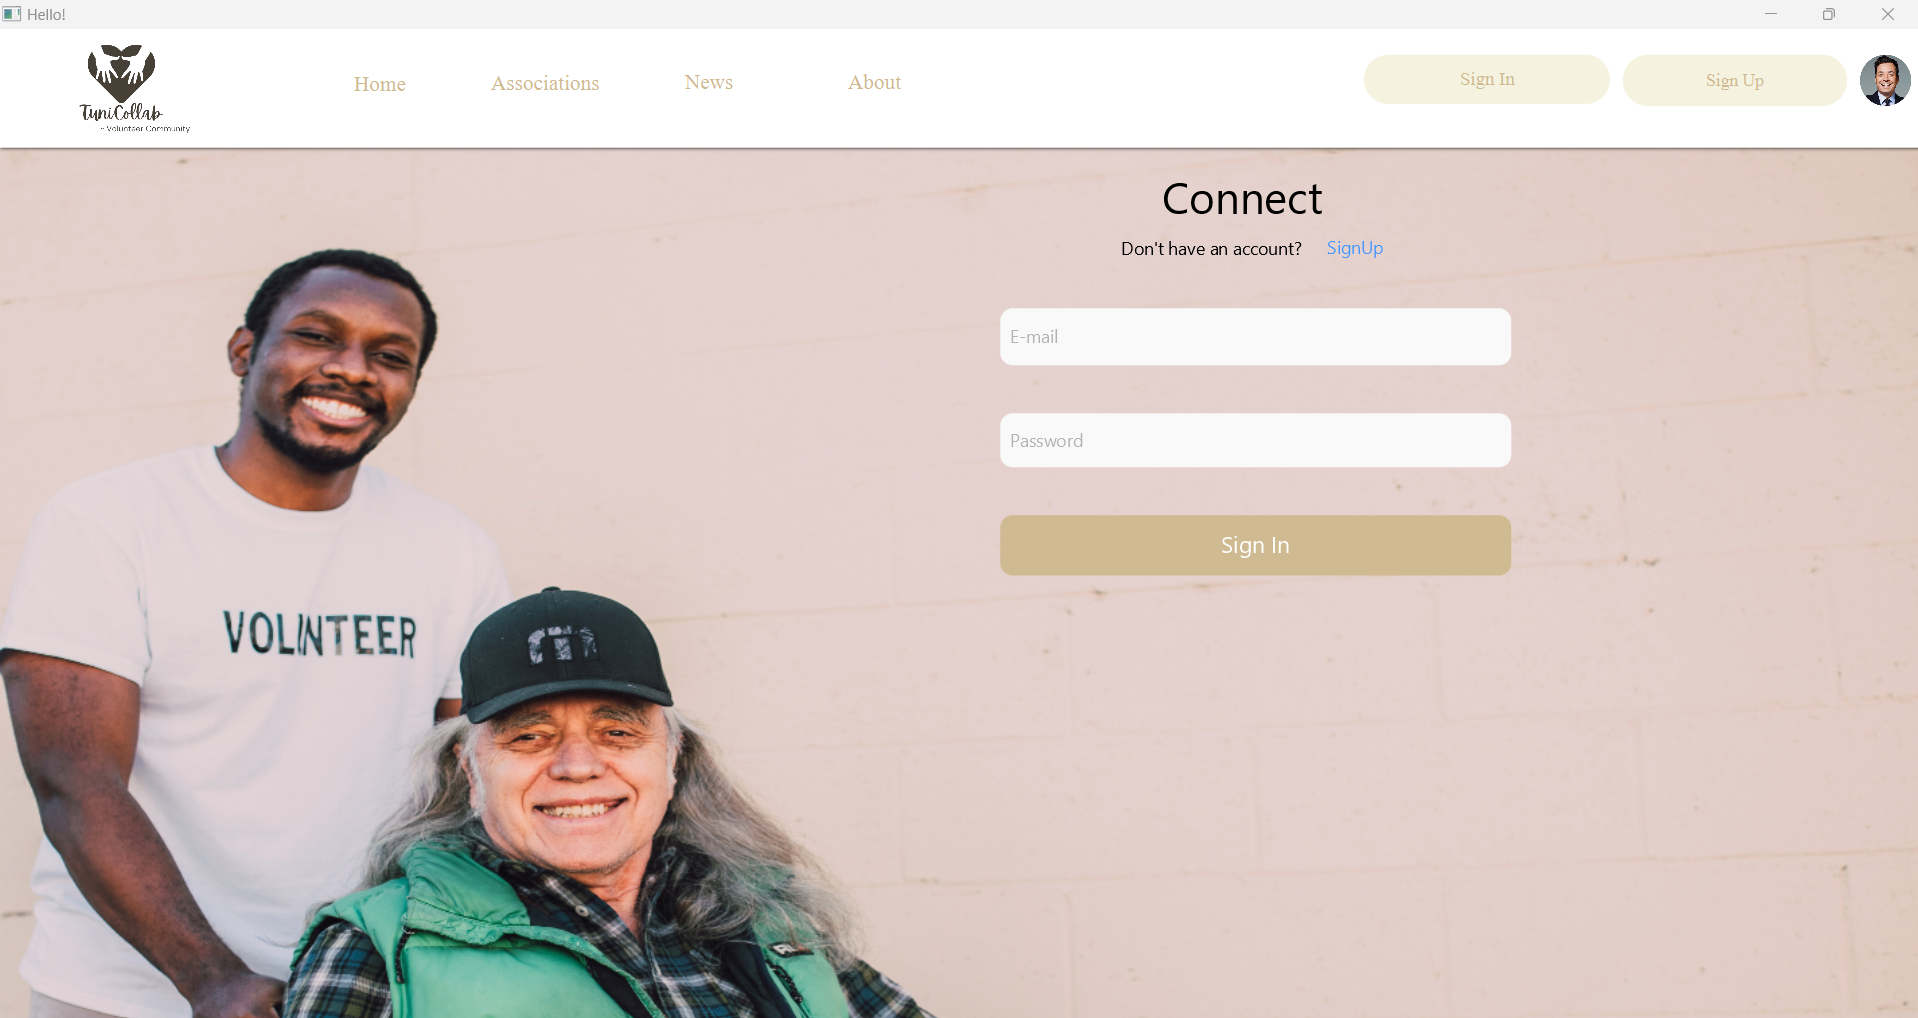 Hello!
TuniCollab
~ Volunteer Community
Home
Associations
News
About
Sign In
Sign Up
Connect
Don't have an account? SignUp
E-mail
Password
Sign In
VOLUNTEER
m